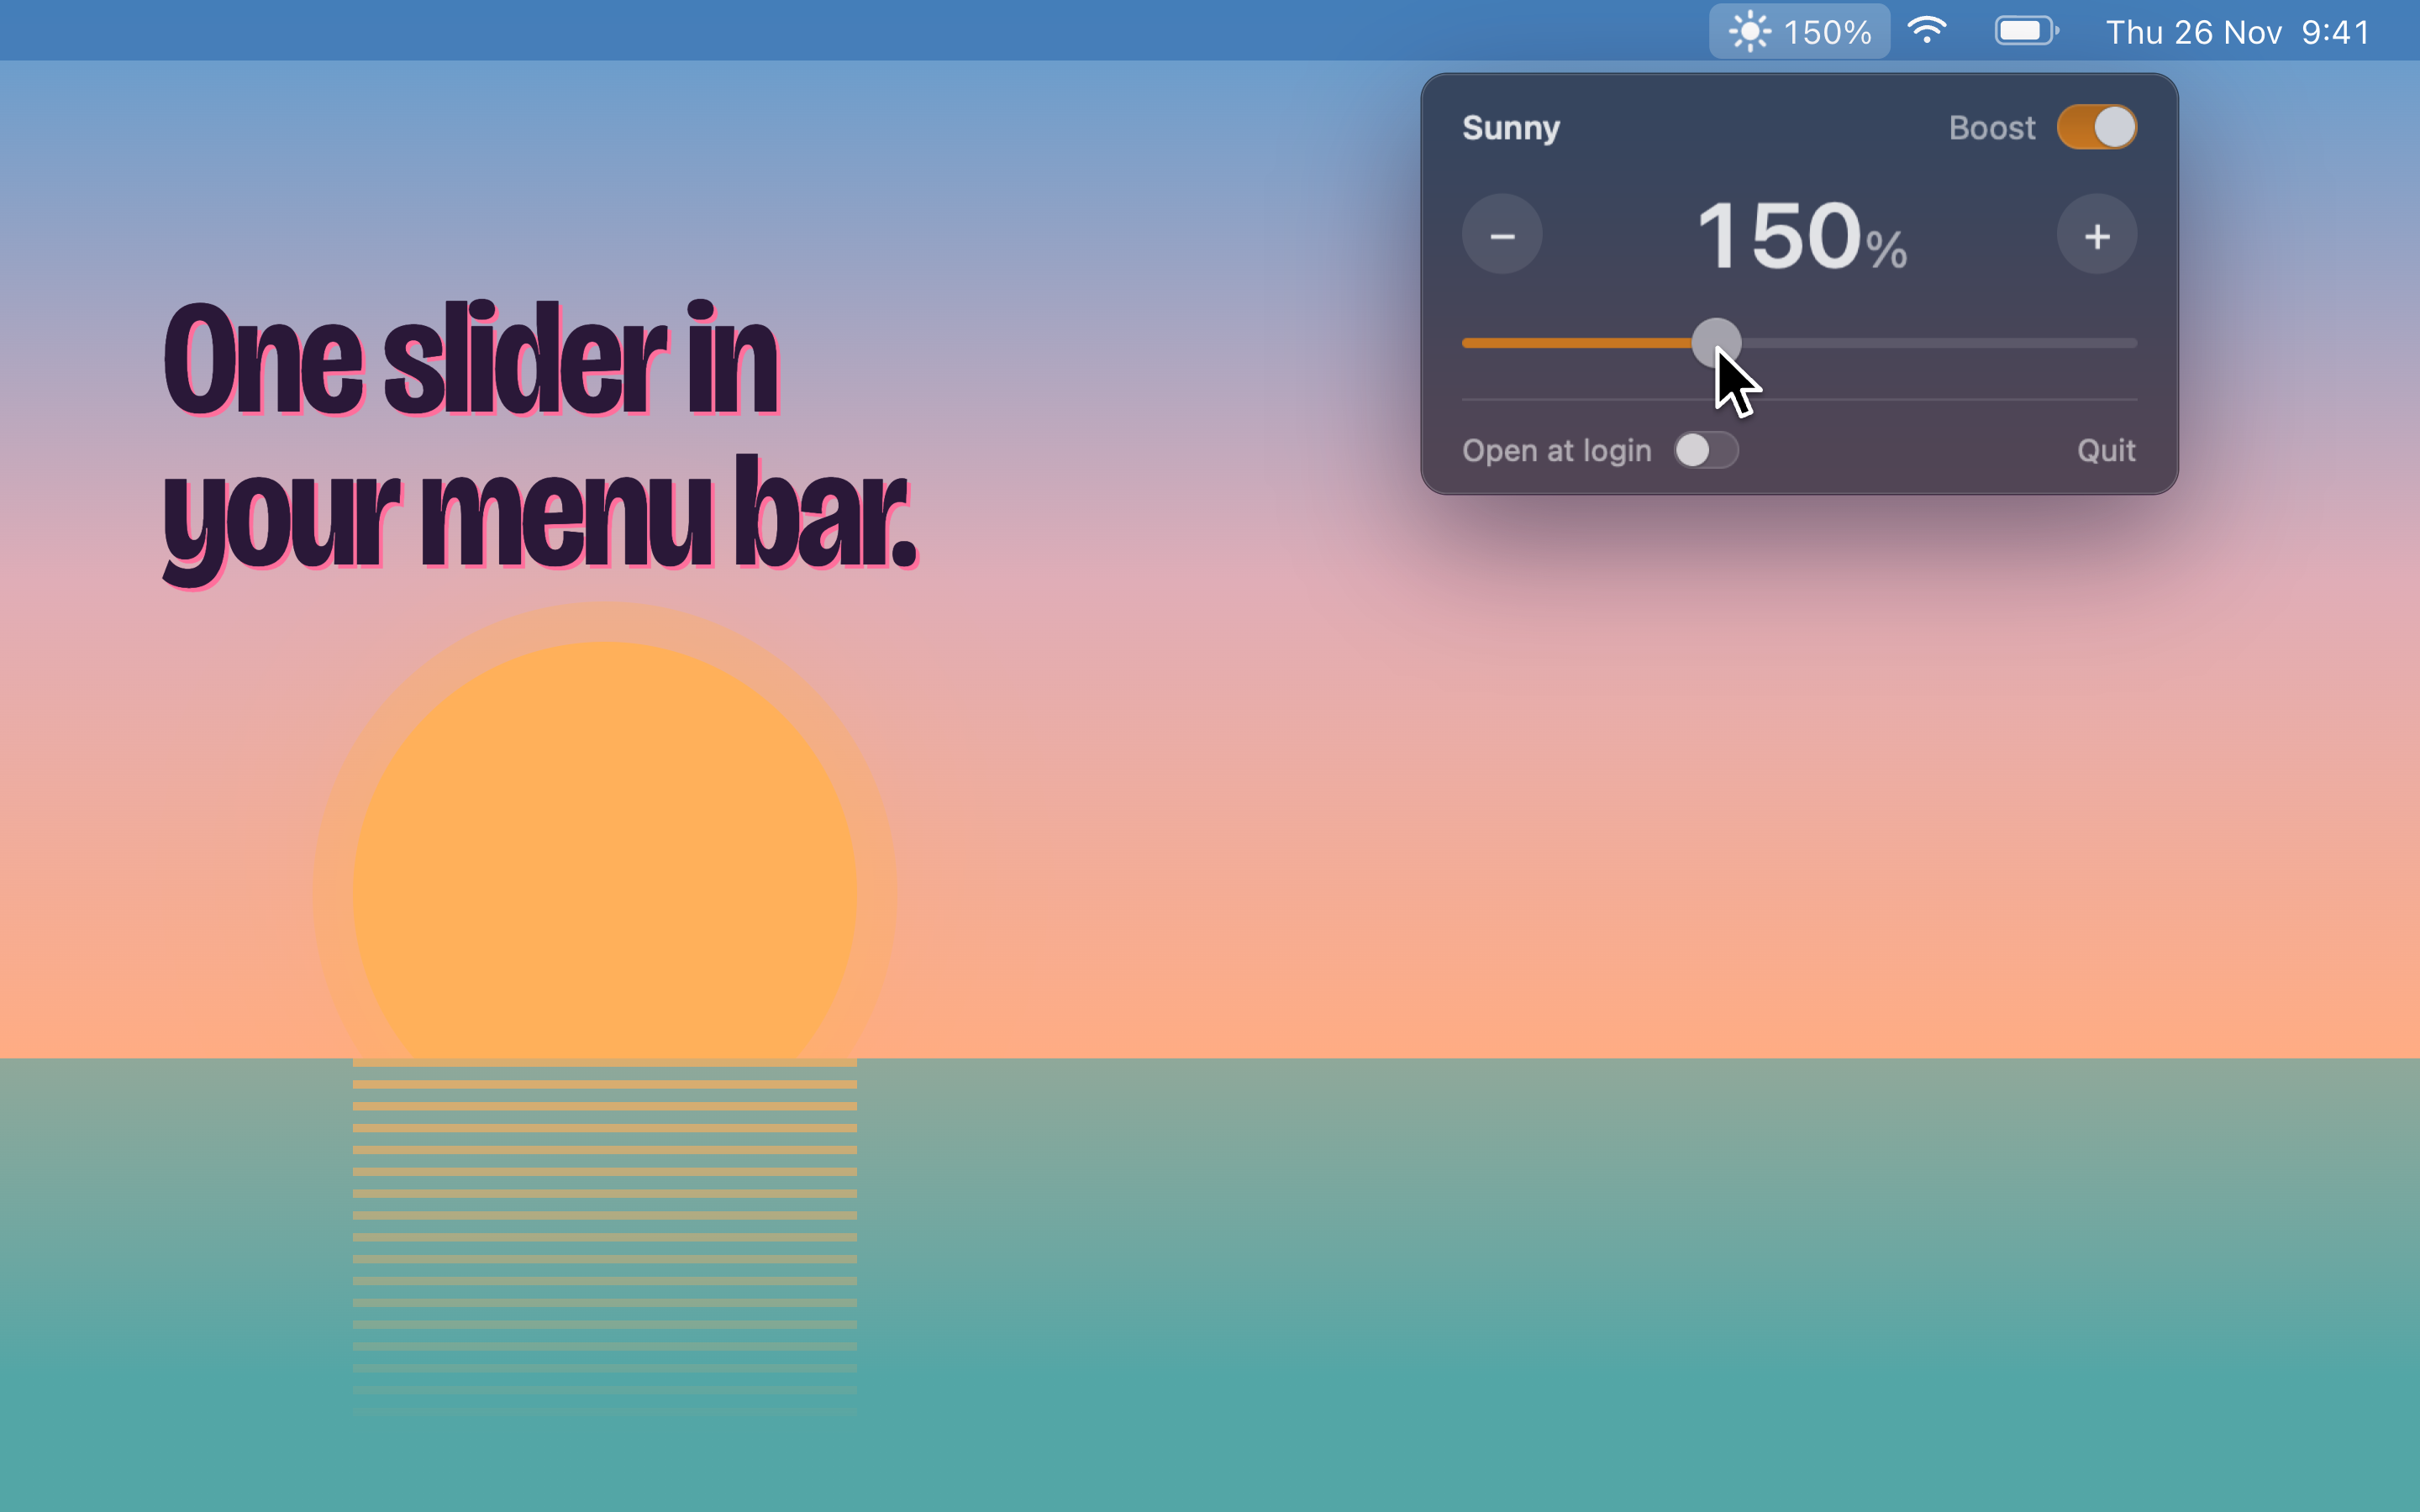 150% Thu 26 Nov 9:41
Sunny Boost
− 150% +
One slider in
your menu bar.
Open at login Quit